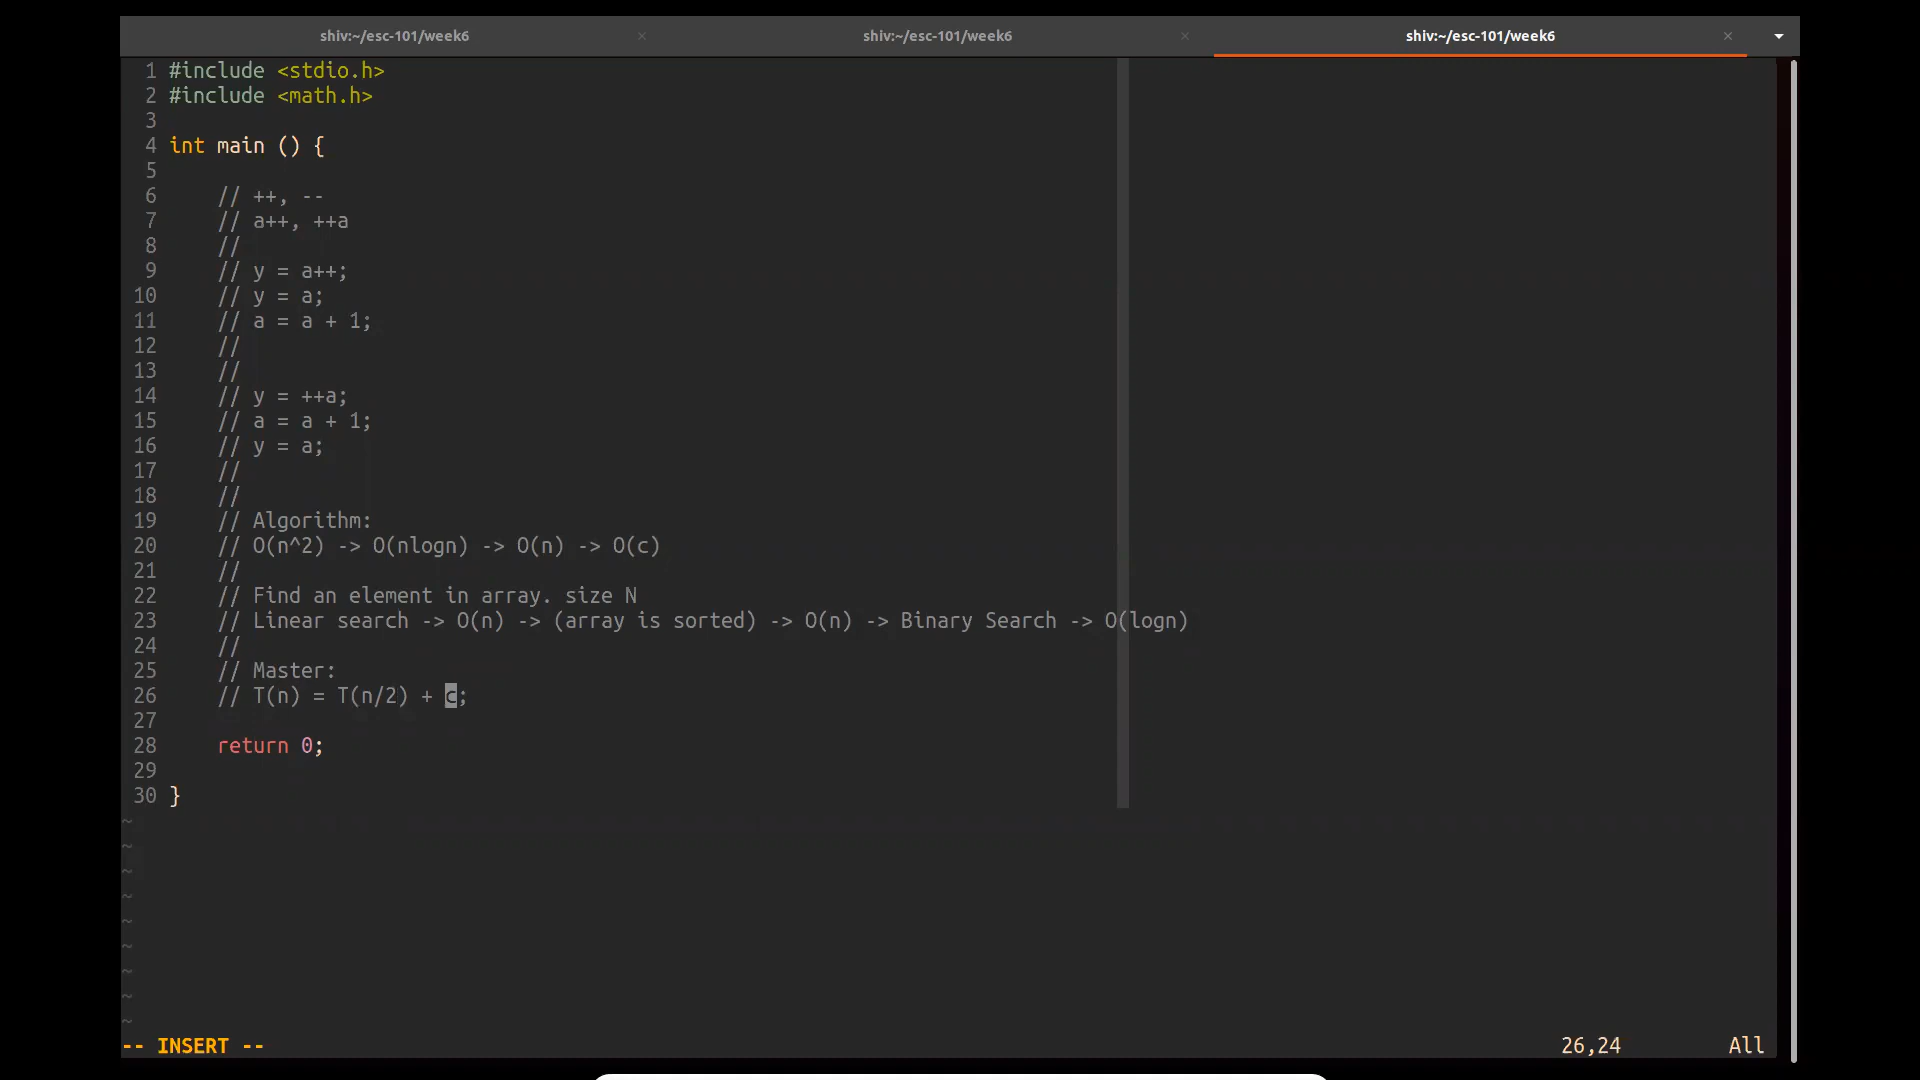 shiv:~/esc-101/week6 × shiv:~/esc-101/week6 × shiv:~/esc-101/week6 ×
1 #include <stdio.h>
2 #include <math.h>
3
4 int main () {
5
6 // ++, --
7 // a++, ++a
8 //
9 // y = a++;
10 // y = a;
11 // a = a + 1;
12 //
13 //
14 // y = ++a;
15 // a = a + 1;
16 // y = a;
17 //
18 //
19 // Algorithm:
20 // O(n^2) -> O(nlogn) -> O(n) -> O(c)
21 //
22 // Find an element in array. size N
23 // Linear search -> O(n) -> (array is sorted) -> O(n) -> Binary Search -> O(logn)
24 //
25 // Master:
26 // T(n) = T(n/2) + c;
27
28 return 0;
29
30 }
~
~
~
~
~
~
~
~
~
-- INSERT -- 26,24 All